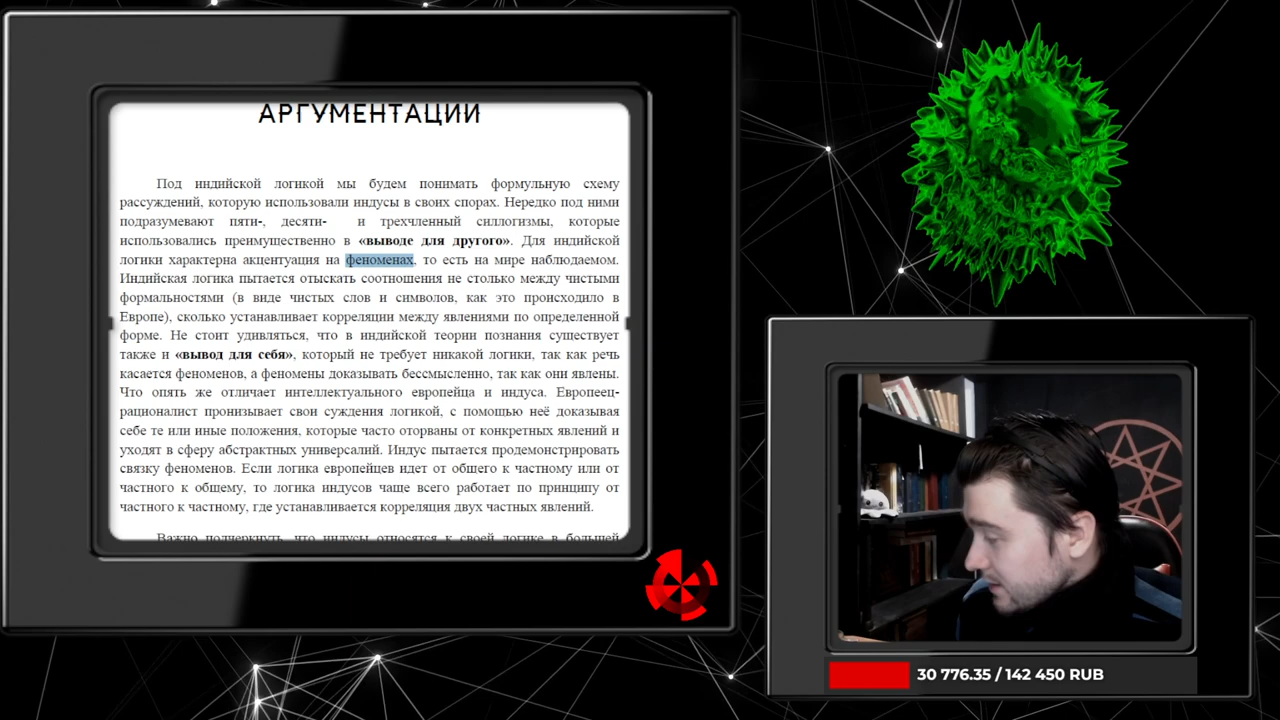 АРГУМЕНТАЦИИ
Под индийской логикой мы будем понимать формульную схему
рассуждений, которую использовали индусы в своих спорах. Нередко под ними
подразумевают пяти-, десяти- и трехчленный силлогизмы, которые
использовались преимущественно в «выводе для другого». Для индийской
логики характерна акцентуация на феноменах, то есть на мире наблюдаемом.
Индийская логика пытается отыскать соотношения не столько между чистыми
формальностями (в виде чистых слов и символов, как это происходило в
Европе), сколько устанавливает корреляции между явлениями по определенной
форме. Не стоит удивляться, что в индийской теории познания существует
также и «вывод для себя», который не требует никакой логики, так как речь
касается феноменов, а феномены доказывать бессмысленно, так как они явлены.
Что опять же отличает интеллектуального европейца и индуса. Европеец-
рационалист пронизывает свои суждения логикой, с помощью неё доказывая
себе те или иные положения, которые часто оторваны от конкретных явлений и
уходят в сферу абстрактных универсалий. Индус пытается продемонстрировать
связку феноменов. Если логика европейцев идет от общего к частному или от
частного к общему, то логика индусов чаще всего работает по принципу от
частного к частному, где устанавливается корреляция двух частных явлений.
Важно подчеркнуть, что индусы относятся к своей логике в большей
30 776.35 / 142 450 RUB